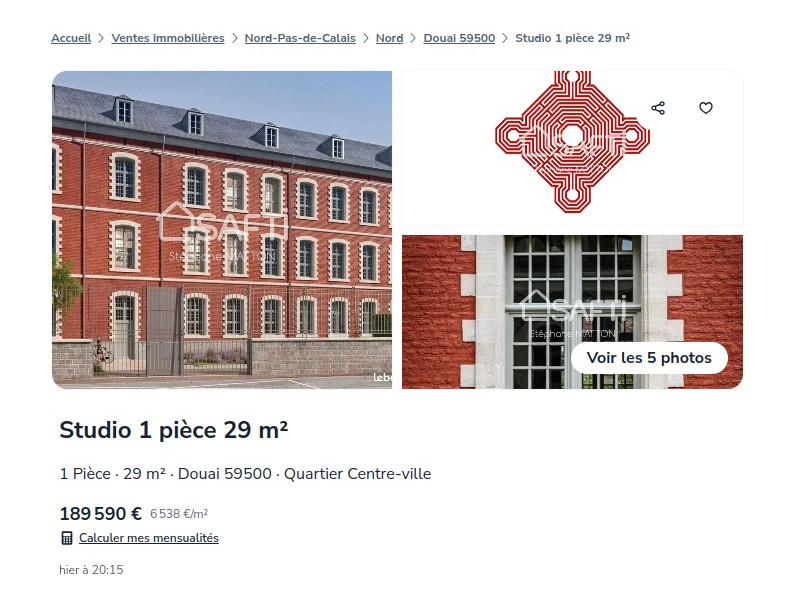 Accueil > Ventes immobilières > Nord-Pas-de-Calais > Nord > Douai 59500 > Studio 1 pièce 29 m²
SAFTi
Stéphane MATTON
SAFTi
SAFTi
Stéphane MATTON
Voir les 5 photos
Studio 1 pièce 29 m²
1 Pièce · 29 m² · Douai 59500 · Quartier Centre-ville
189 590 € 6 538 €/m²
Calculer mes mensualités
hier à 20:15